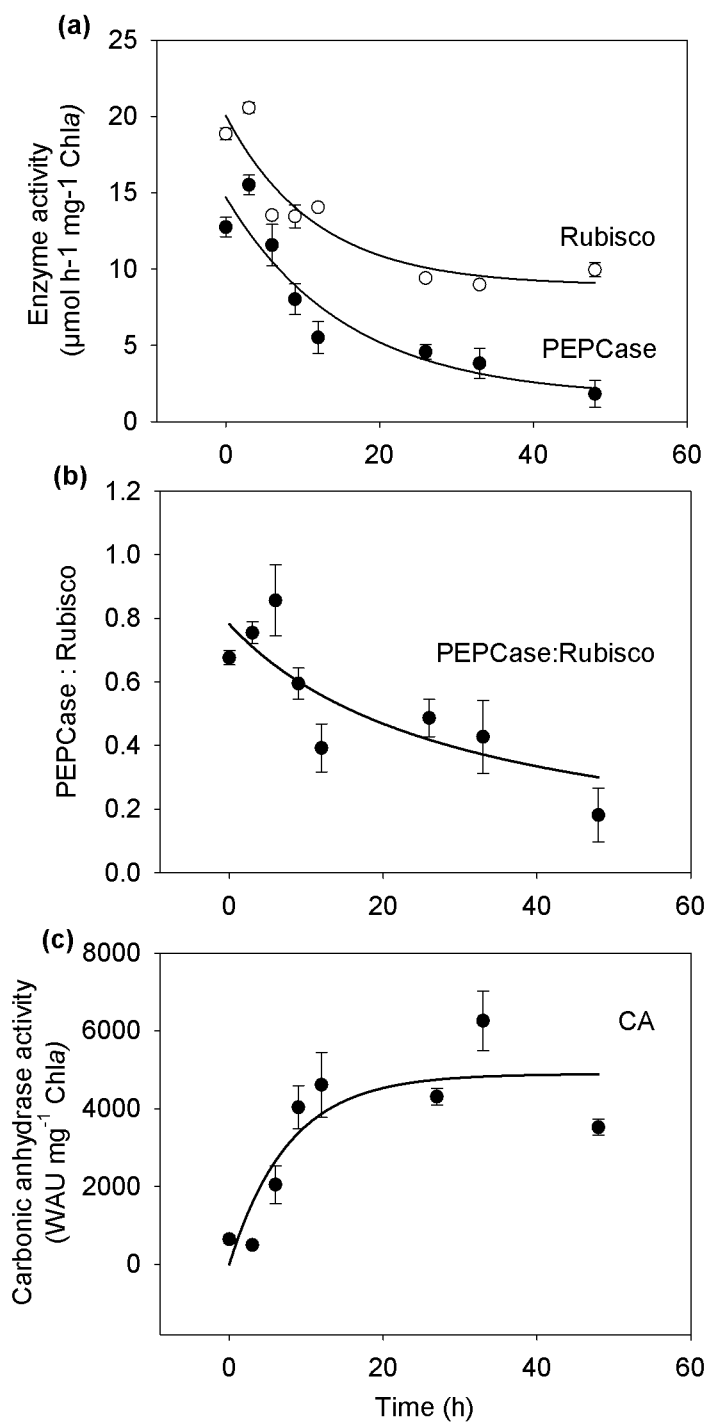 (a)
25
20
15
10
5
0
Enzyme activity
(μmol h-1 mg-1 Chla)
Rubisco
PEPCase
0 20 40 60
(b)
1.2
1.0
0.8
0.6
0.4
0.2
0.0
PEPCase : Rubisco
PEPCase:Rubisco
0 20 40 60
(c)
8000
6000
4000
2000
0
Carbonic anhydrase activity
(WAU mg⁻¹ Chla)
CA
0 20 40 60
Time (h)